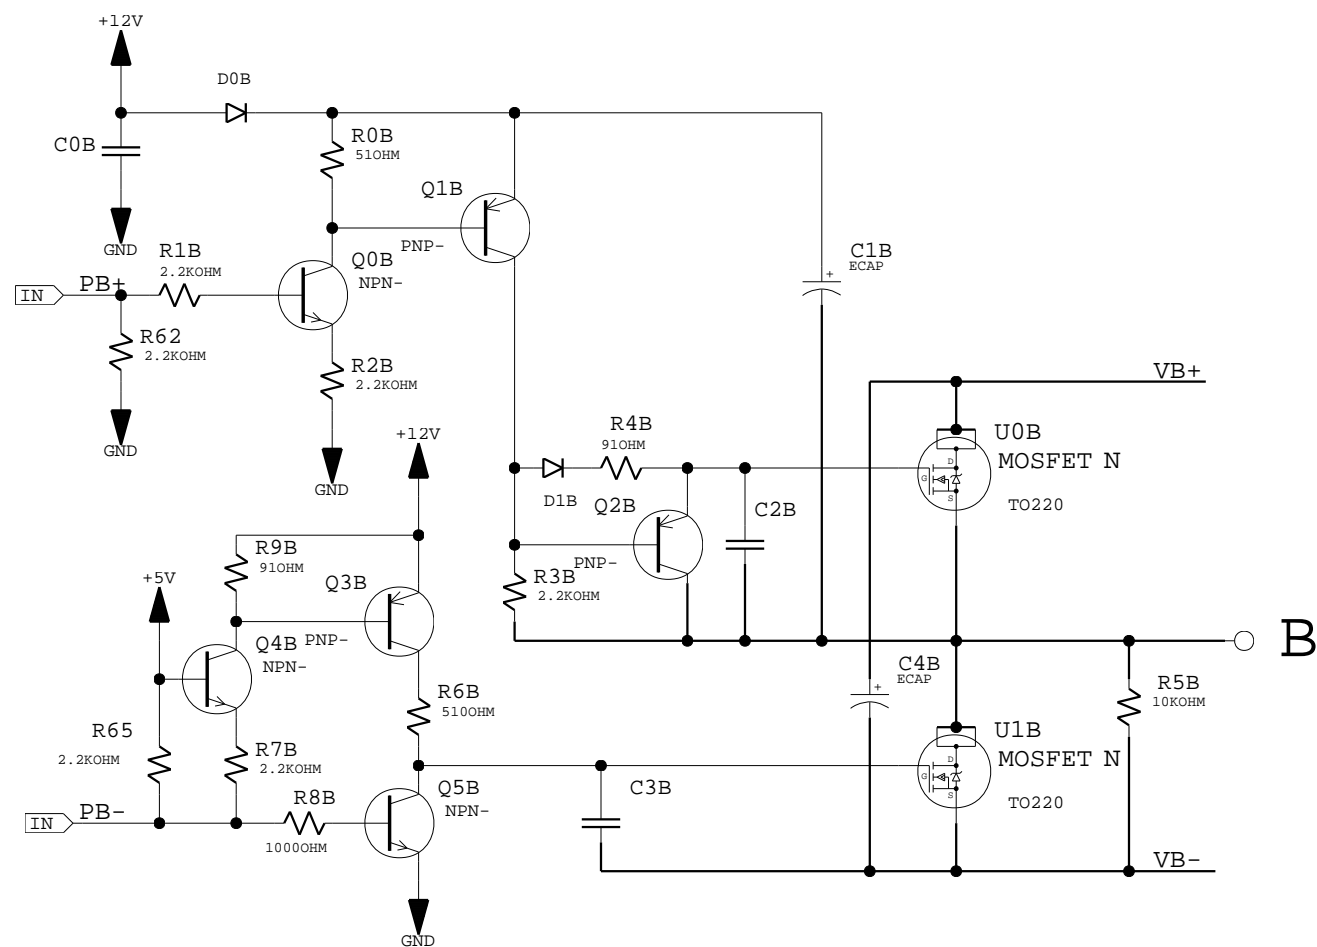 +12V
D0B
C0B
R0B
51OHM
Q1B
PNP-
GND
R1B
2.2KOHM
Q0B
NPN-
C1B
+
ECAP
IN
PB+
R62
2.2KOHM
R2B
2.2KOHM
VB+
GND
+12V
R4B
91OHM
U0B
MOSFET N
D
G
S
TO220
GND
D1B
Q2B
C2B
R9B
91OHM
PNP-
+5V
Q3B
R3B
2.2KOHM
Q4B
PNP-
NPN-
B
C4B
+
ECAP
R6B
510OHM
R5B
10KOHM
R65
2.2KOHM
R7B
2.2KOHM
U1B
MOSFET N
D
G
S
TO220
R8B
Q5B
NPN-
C3B
IN
PB-
1000OHM
VB-
GND